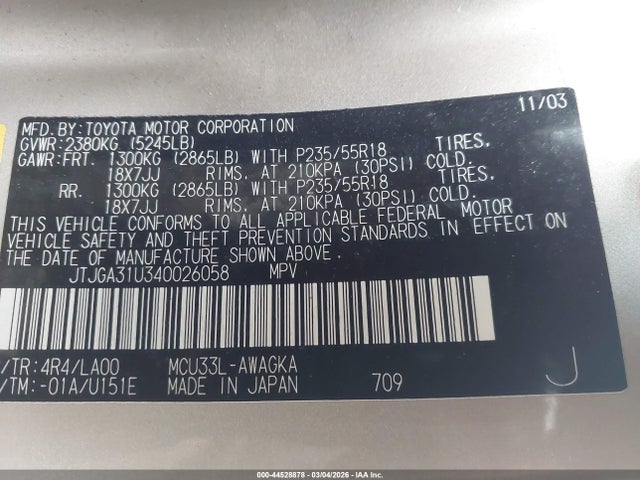 11/03
MFD.BY:TOYOTA MOTOR CORPORATION
GVWR:2380KG (5245LB)
GAWR:FRT. 1300KG (2865LB) WITH P235/55R18 TIRES,
18X7JJ RIMS, AT 210KPA (30PSI) COLD.
RR. 1300KG (2865LB) WITH P235/55R18 TIRES,
18X7JJ RIMS, AT 210KPA (30PSI) COLD.
THIS VEHICLE CONFORMS TO ALL APPLICABLE FEDERAL MOTOR
VEHICLE SAFETY AND THEFT PREVENTION STANDARDS IN EFFECT ON
THE DATE OF MANUFACTURE SHOWN ABOVE.
JTJGA31U340026058 MPV
/TR:4R4/LA00 MCU33L-AWAGKA
/TM:-01A/U151E MADE IN JAPAN 709 J
000-44528878 - 03/04/2026 - IAA Inc.